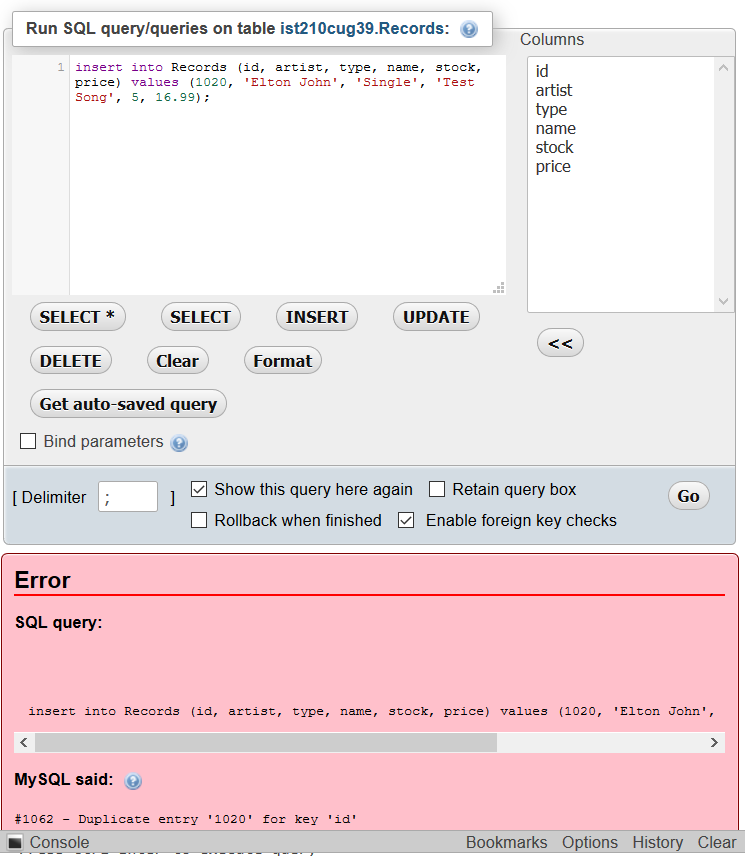 Run SQL query/queries on table ist210cug39.Records:
Columns
1 insert into Records (id, artist, type, name, stock,
price) values (1020, 'Elton John', 'Single', 'Test
Song', 5, 16.99);
id
artist
type
name
stock
price
SELECT * SELECT INSERT UPDATE
<<
DELETE Clear Format
Get auto-saved query
Bind parameters
[ Delimiter ; ] Show this query here again Retain query box Go
Rollback when finished Enable foreign key checks
Error
SQL query:
insert into Records (id, artist, type, name, stock, price) values (1020, 'Elton John',
MySQL said:
#1062 - Duplicate entry '1020' for key 'id'
Console Bookmarks Options History Clear